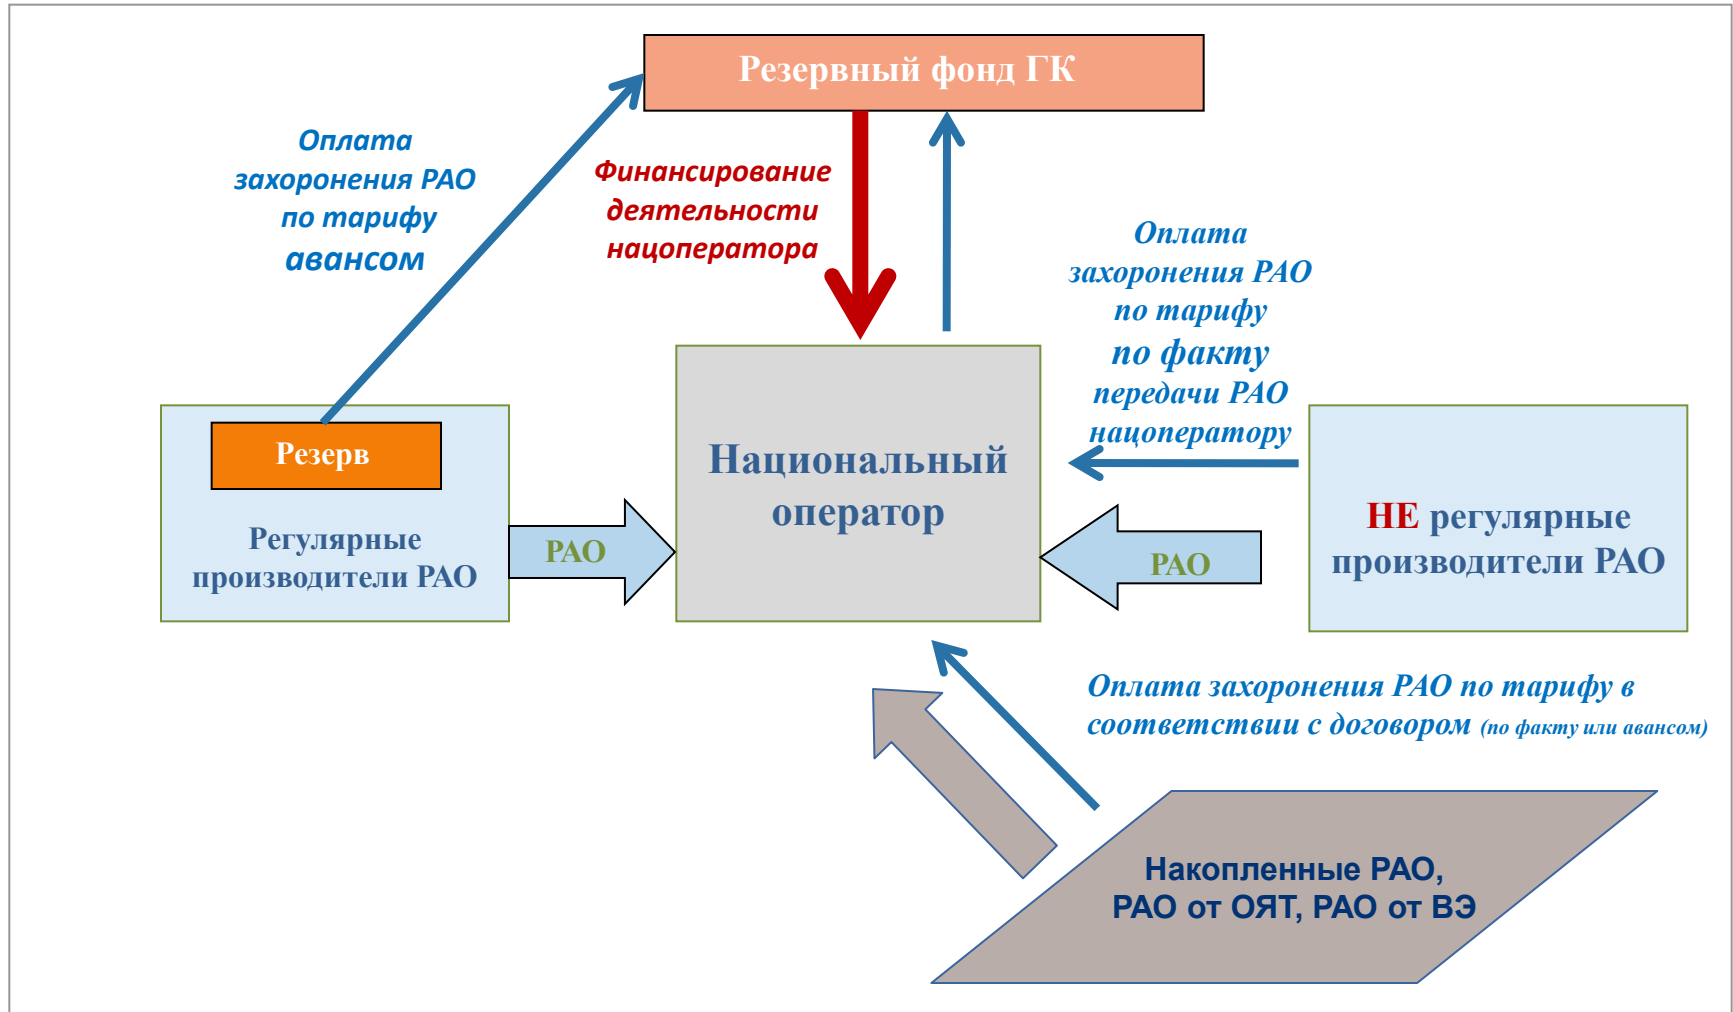 Резервный фонд ГК
Оплата
захоронения РАО
по тарифу
авансом
Финансирование
деятельности
нацоператора
Оплата
захоронения РАО
по тарифу
по факту
передачи РАО
нацоператору
Резерв
Регулярные
производители РАО
РАО
Национальный
оператор
РАО
НЕ регулярные
производители РАО
Оплата захоронения РАО по тарифу в
соответствии с договором (по факту или авансом)
Накопленные РАО,
РАО от ОЯТ, РАО от ВЭ